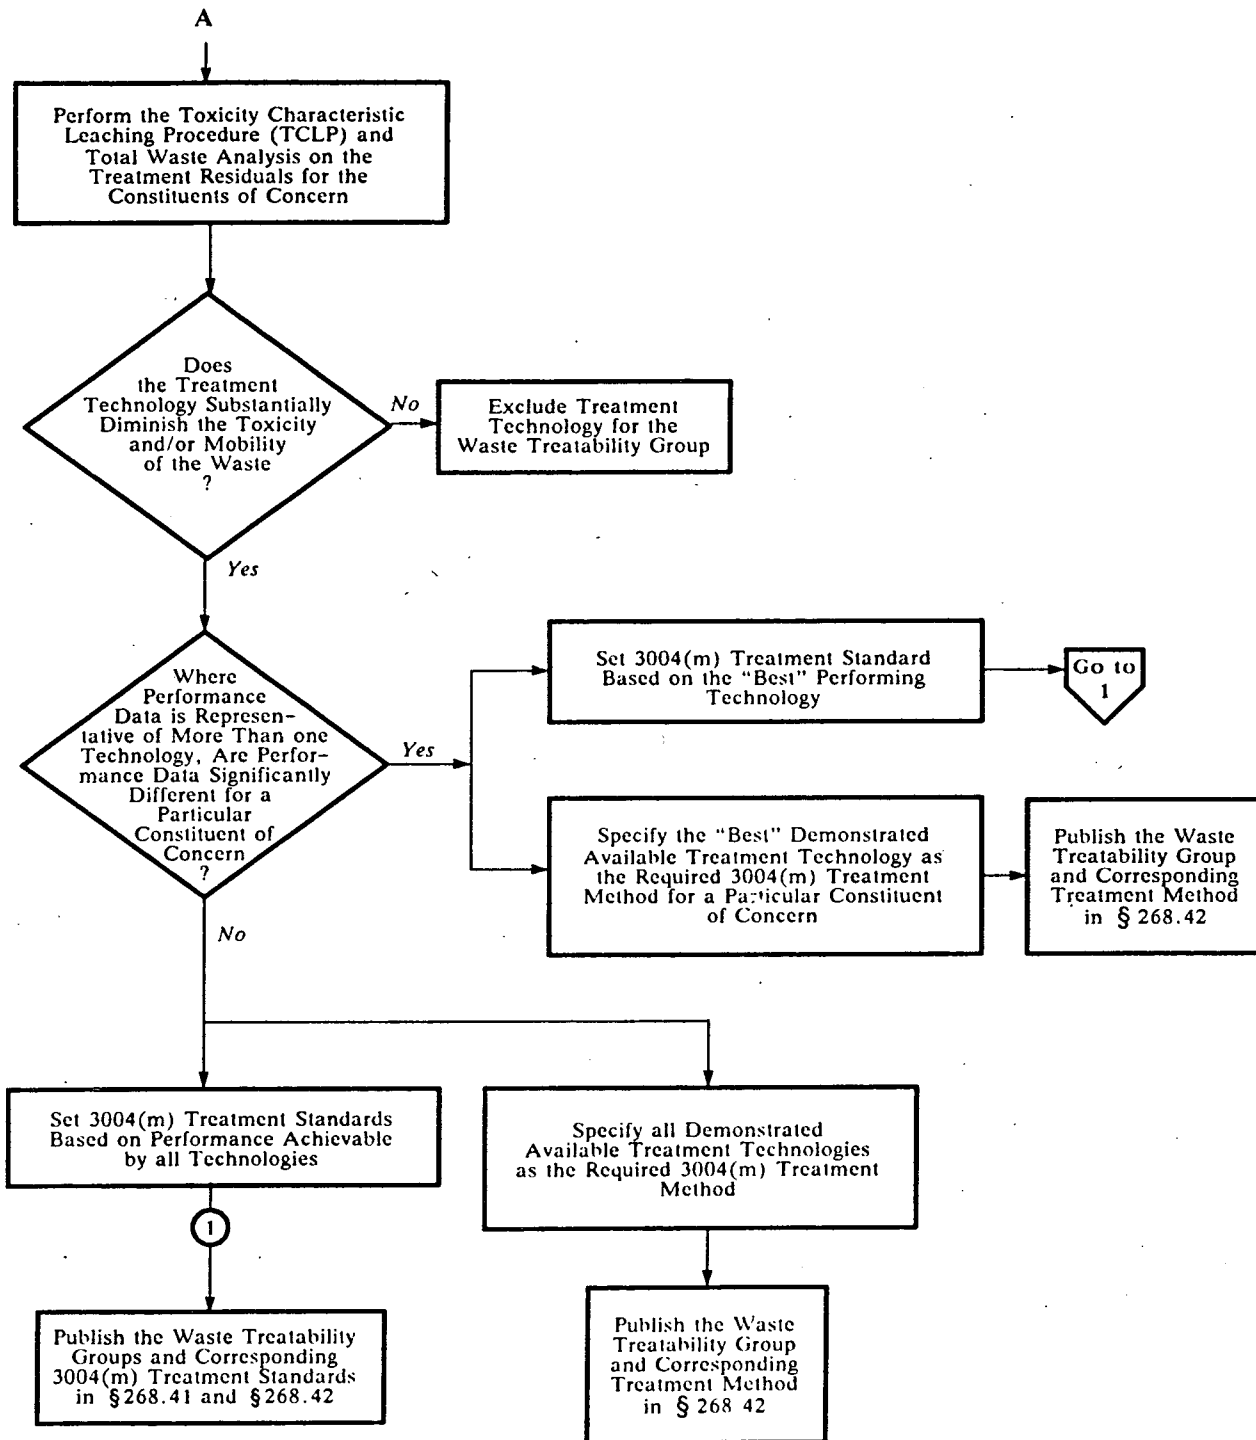 A
Perform the Toxicity Characteristic
Leaching Procedure (TCLP) and
Total Waste Analysis on the
Treatment Residuals for the
Constituents of Concern
Does
the Treatment
Technology Substantially
Diminish the Toxicity
and/or Mobility
of the Waste
?
No
Exclude Treatment
Technology for the
Waste Treatability Group
Yes
Where
Performance
Data is Represen-
tative of More Than one
Technology, Are Perfor-
mance Data Significantly
Different for a
Particular
Constituent of
Concern
?
Yes
Set 3004(m) Treatment Standard
Based on the "Best" Performing
Technology
Go to
1
Specify the "Best" Demonstrated
Available Treatment Technology as
the Required 3004(m) Treatment
Method for a Particular Constituent
of Concern
Publish the Waste
Treatability Group
and Corresponding
Treatment Method
in § 268.42
No
Set 3004(m) Treatment Standards
Based on Performance Achievable
by all Technologies
1
Publish the Waste Treatability
Groups and Corresponding
3004(m) Treatment Standards
in §268.41 and §268.42
Specify all Demonstrated
Available Treatment Technologies
as the Required 3004(m) Treatment
Method
Publish the Waste
Treatability Group
and Corresponding
Treatment Method
in § 268 42